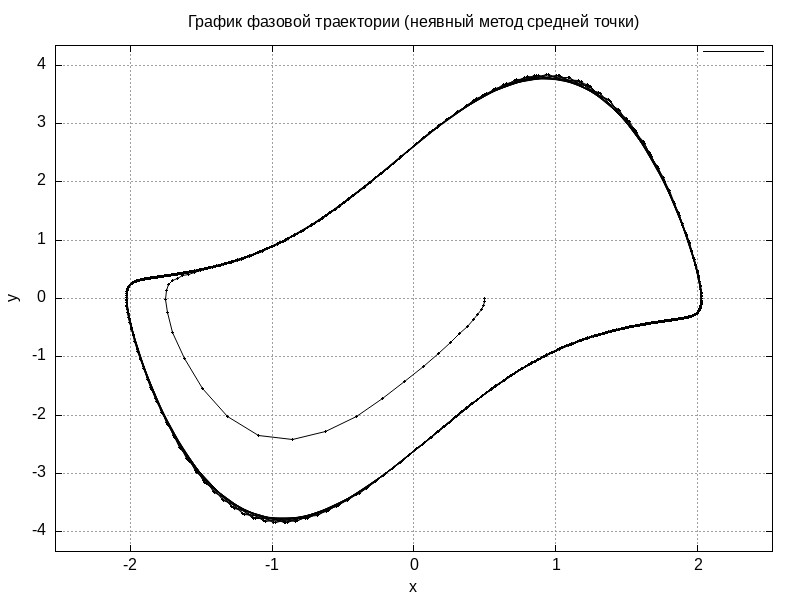 График фазовой траектории (неявный метод средней точки)
4
3
2
1
0
-1
-2
-3
-4
y
-2 -1 0 1 2
x